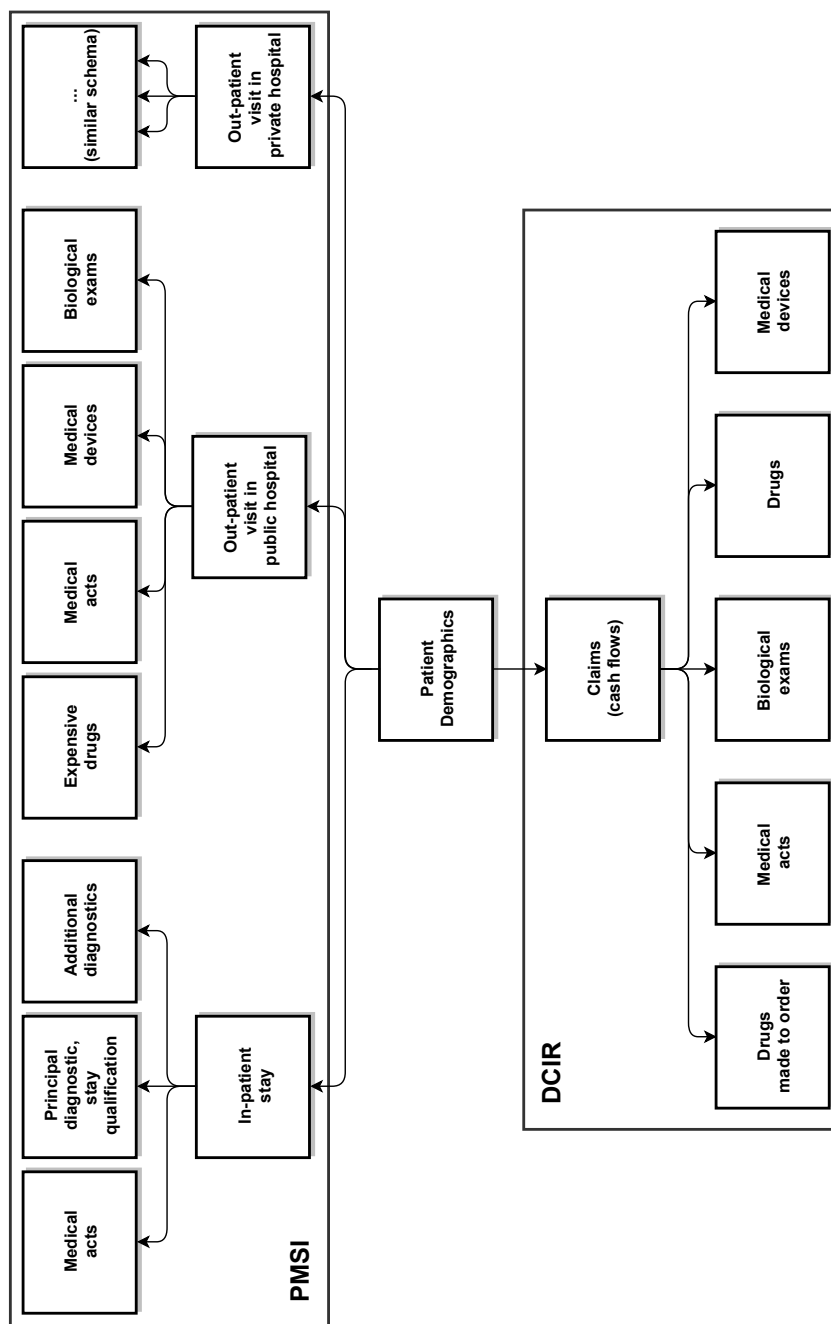 Medical
acts
Principal
diagnostic,
stay
qualification
Additional
diagnostics
Expensive
drugs
Medical
acts
Medical
devices
Biological
exams
...
(similar schema)
In-patient
stay
Out-patient
visit in
public hospital
Out-patient
visit in
private hospital
PMSI
Patient
Demographics
DCIR
Claims
(cash flows)
Drugs
made to order
Medical
acts
Biological
exams
Drugs
Medical
devices